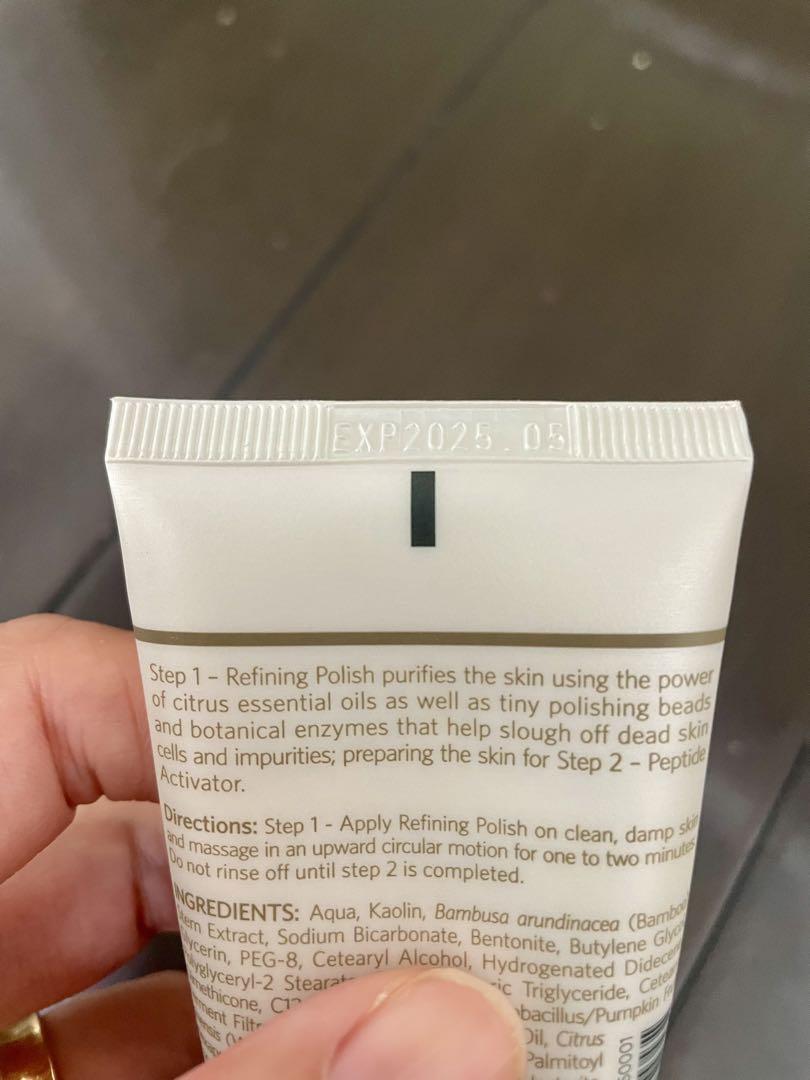 EXP2025.05
Step 1 – Refining Polish purifies the skin using the power
of citrus essential oils as well as tiny polishing beads
and botanical enzymes that help slough off dead skin
cells and impurities; preparing the skin for Step 2 – Peptide
Activator.
Directions: Step 1 - Apply Refining Polish on clean, damp skin
and massage in an upward circular motion for one to two minutes.
Do not rinse off until step 2 is completed.
INGREDIENTS: Aqua, Kaolin, Bambusa arundinacea (Bamboo)
Stem Extract, Sodium Bicarbonate, Bentonite, Butylene
PEG-8, Cetearyl Alcohol, Hydrogenated
Triglyceride,
Citrus
Palmitoyl